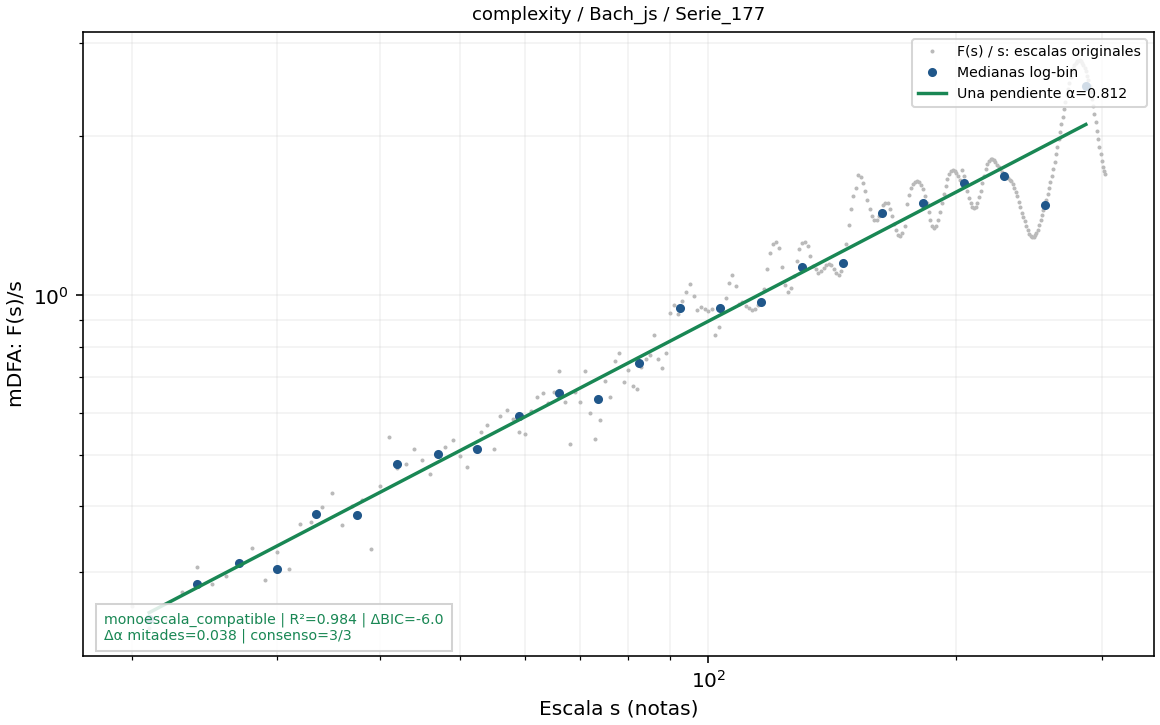 complexity / Bach_js / Serie_177
F(s) / s: escalas originales
Medianas log-bin
Una pendiente α=0.812
mDFA: F(s)/s
10⁰
monoescala_compatible | R²=0.984 | ΔBIC=-6.0
Δα mitades=0.038 | consenso=3/3
10²
Escala s (notas)